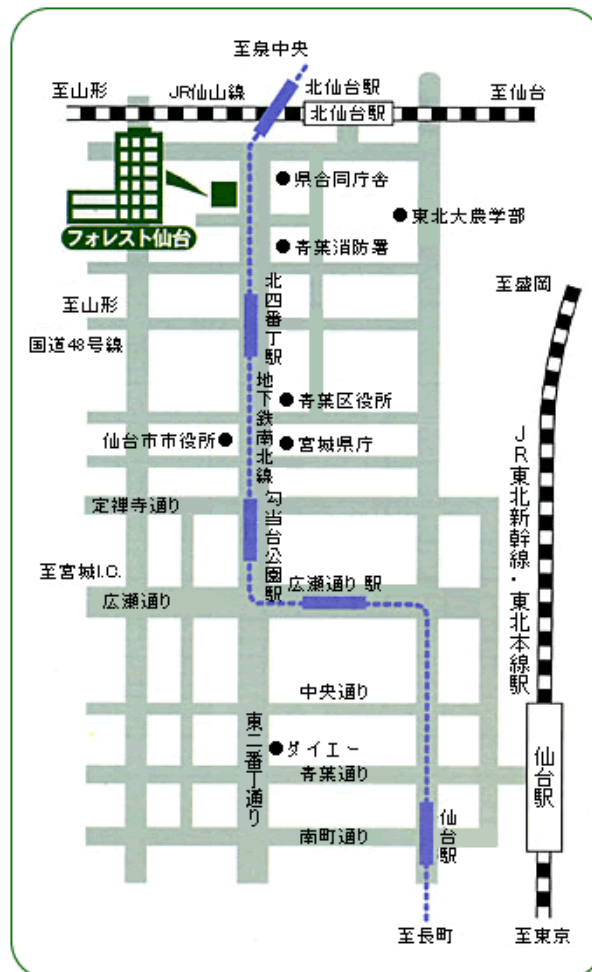 至泉中央
至山形
JR仙山線
北仙台駅
至仙台
北仙台駅
県合同庁舎
東北大農学部
フォレスト仙台
青葉消防署
至盛岡
北四番丁駅
至山形
国道48号線
地下鉄南北線
青葉区役所
仙台市市役所
宮城県庁
JR東北新幹線・東北本線駅
定禅寺通り
勾当台公園駅
至宮城I.C.
広瀬通り 駅
広瀬通り
中央通り
東二番丁通り
ダイエー
仙台駅
青葉通り
仙台駅
南町通り
至長町
至東京